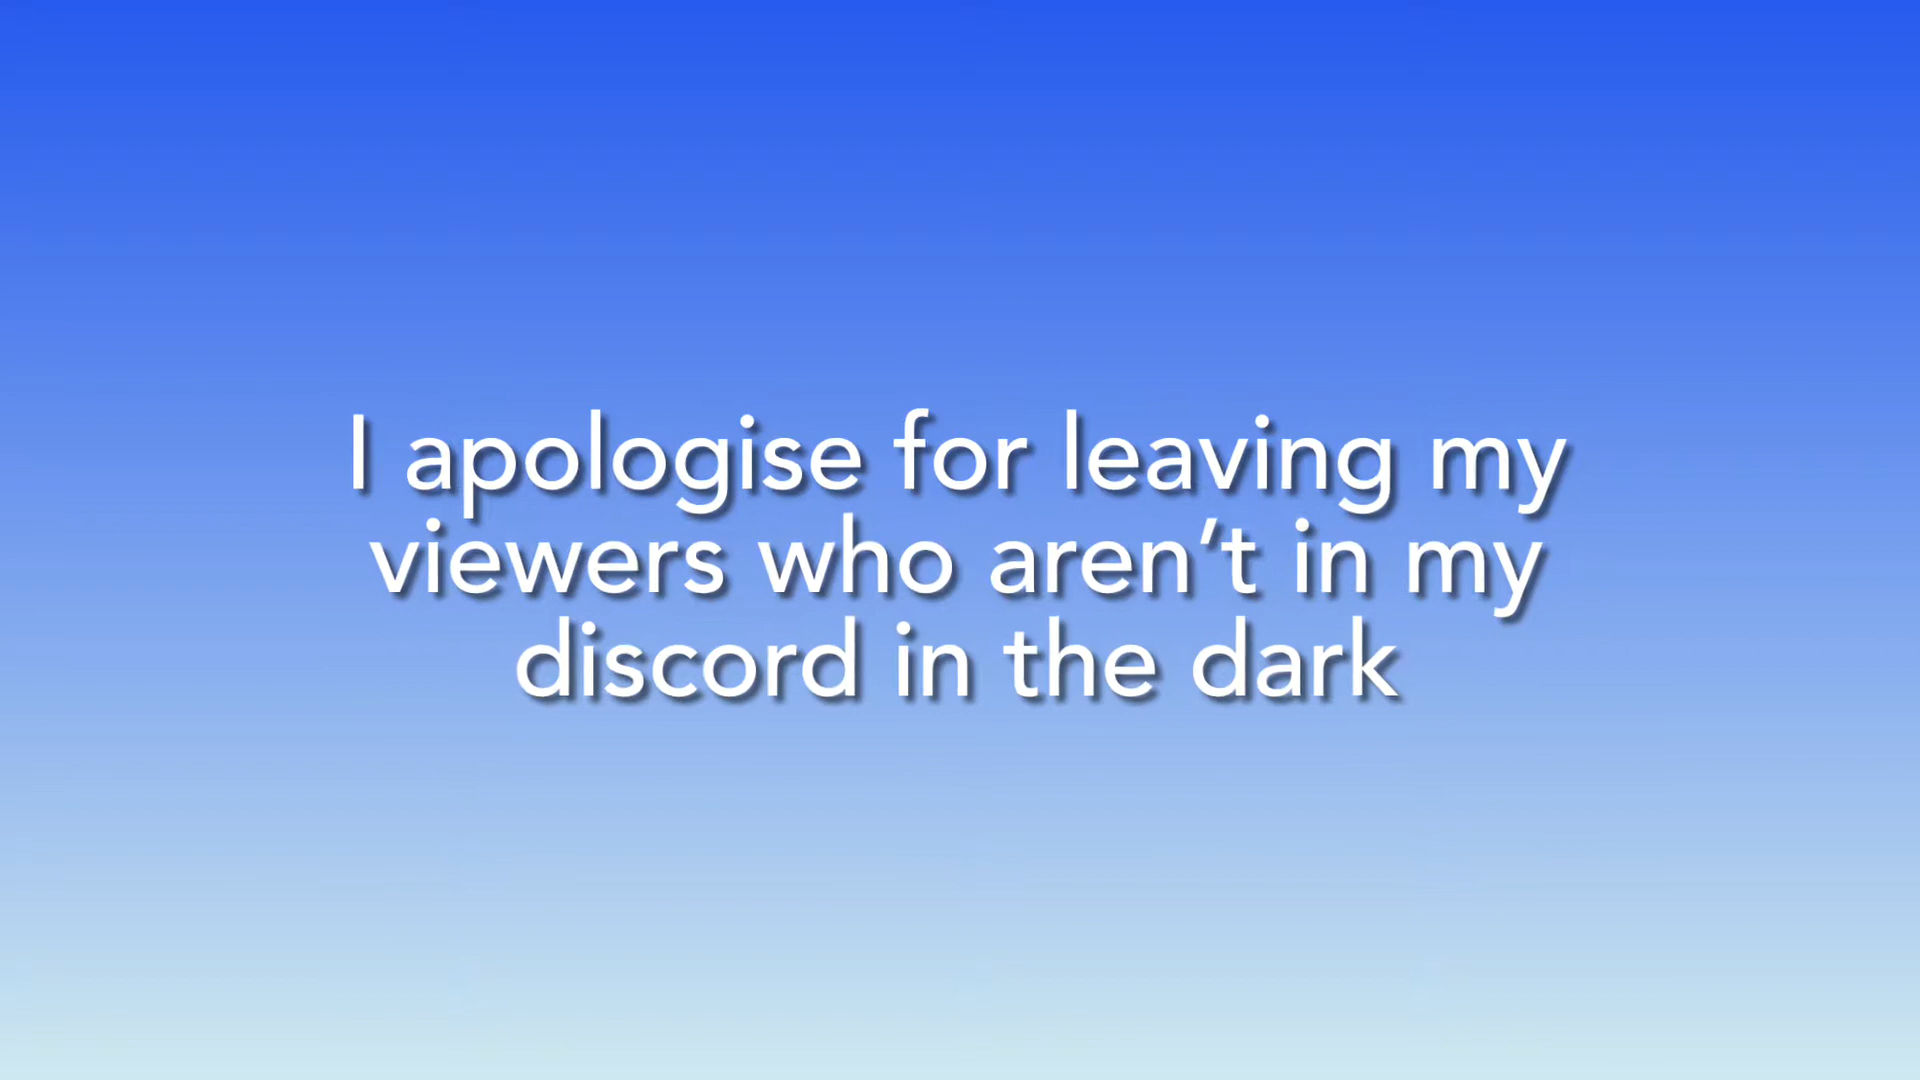 I apologise for leaving my
viewers who aren’t in my
discord in the dark